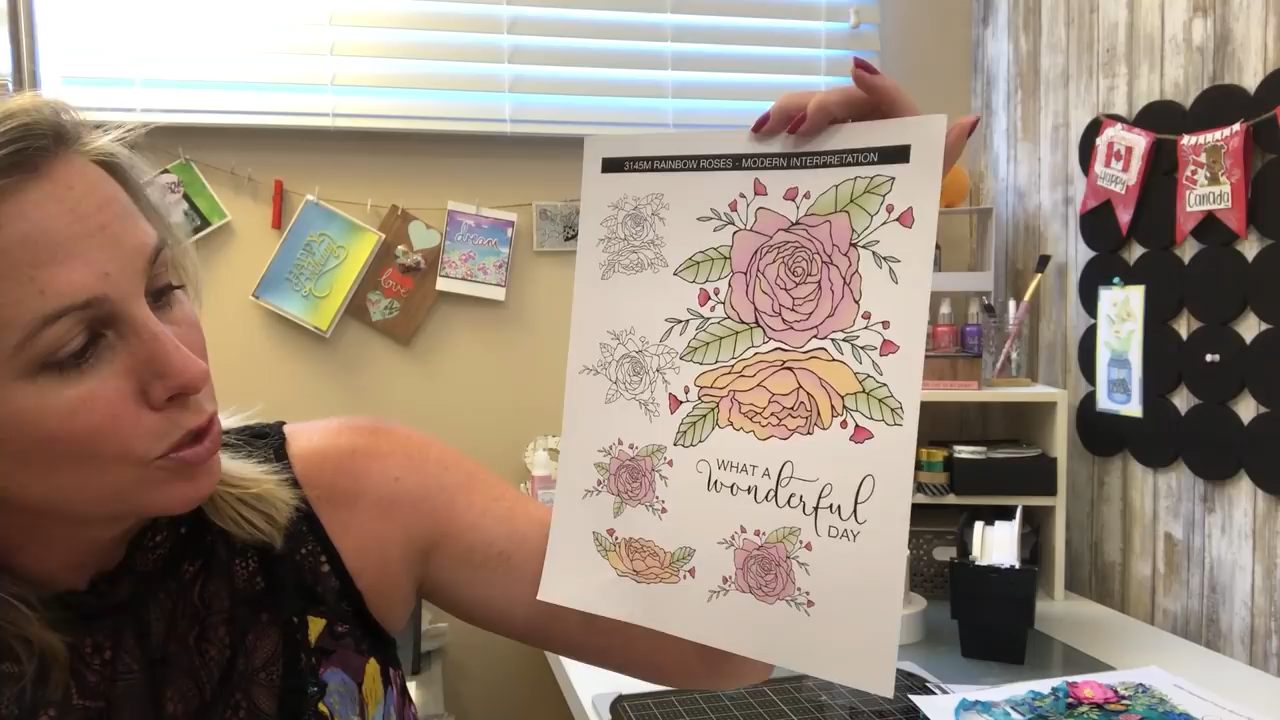 3145M RAINBOW ROSES - MODERN INTERPRETATION
WHAT A
wonderful
DAY
love
dream
Happy
Canada